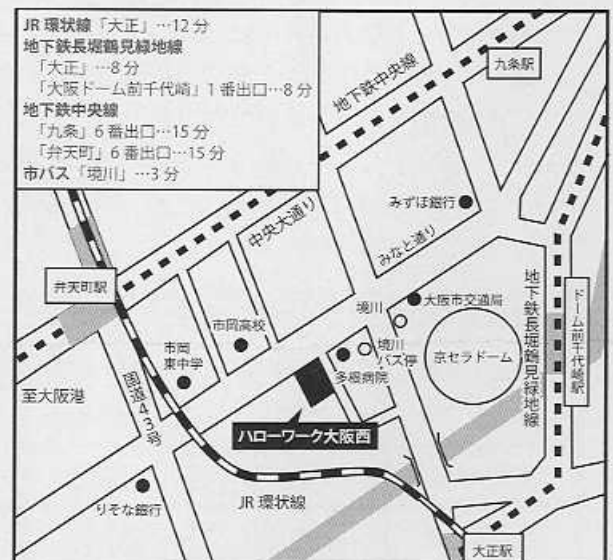 JR 環状線「大正」…12 分
地下鉄長堀鶴見緑地線
「大正」…8 分
「大阪ドーム前千代崎」1 番出口…8 分
地下鉄中央線
「九条」6 番出口…15 分
「弁天町」6 番出口…15 分
市バス「境川」…3 分
九条駅
地下鉄中央線
みずほ銀行
中央大通り
みなと通り
弁天町駅
大阪市交通局
境川
地下鉄長堀鶴見緑地線
ドーム前千代崎駅
市岡高校
市岡
東中学
境川
バス停
京セラドーム
多根病院
至大阪港
国道43号
ハローワーク大阪西
JR 環状線
りそな銀行
大正駅